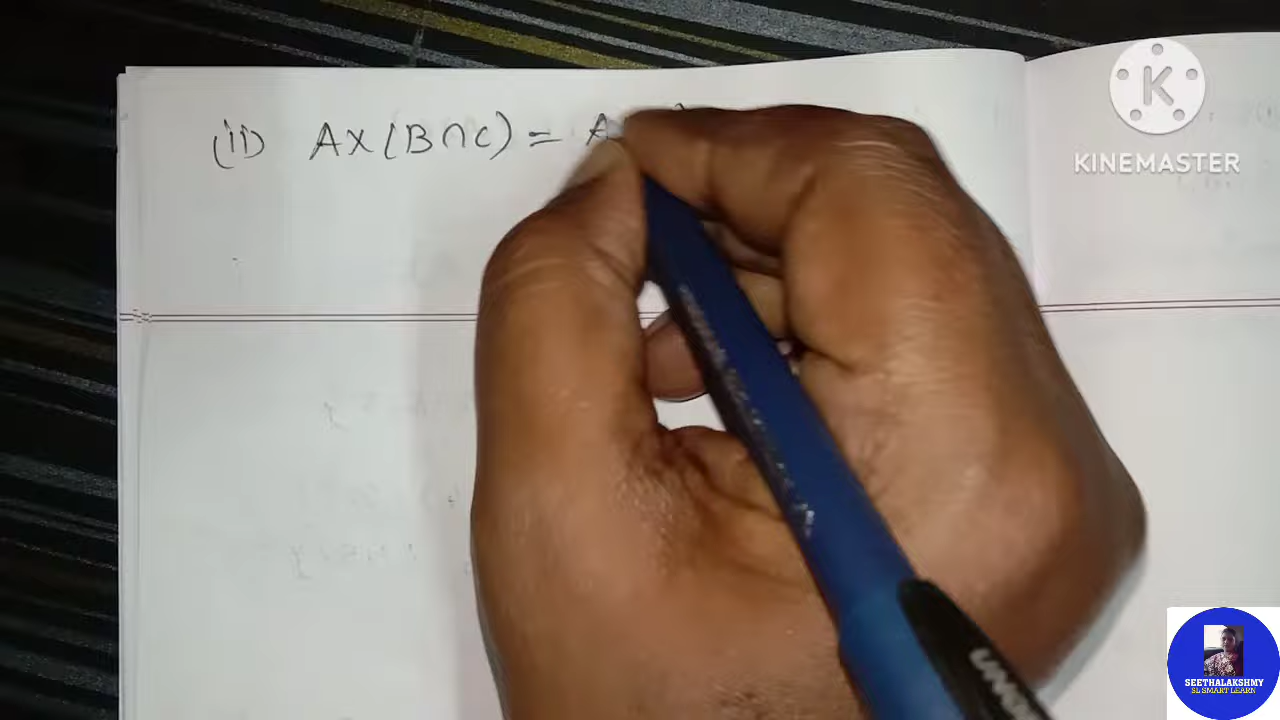 (ii) A X (B ∩ C) = A
KINEMASTER
SEETHALAKSHMY
SL SMART LEARN